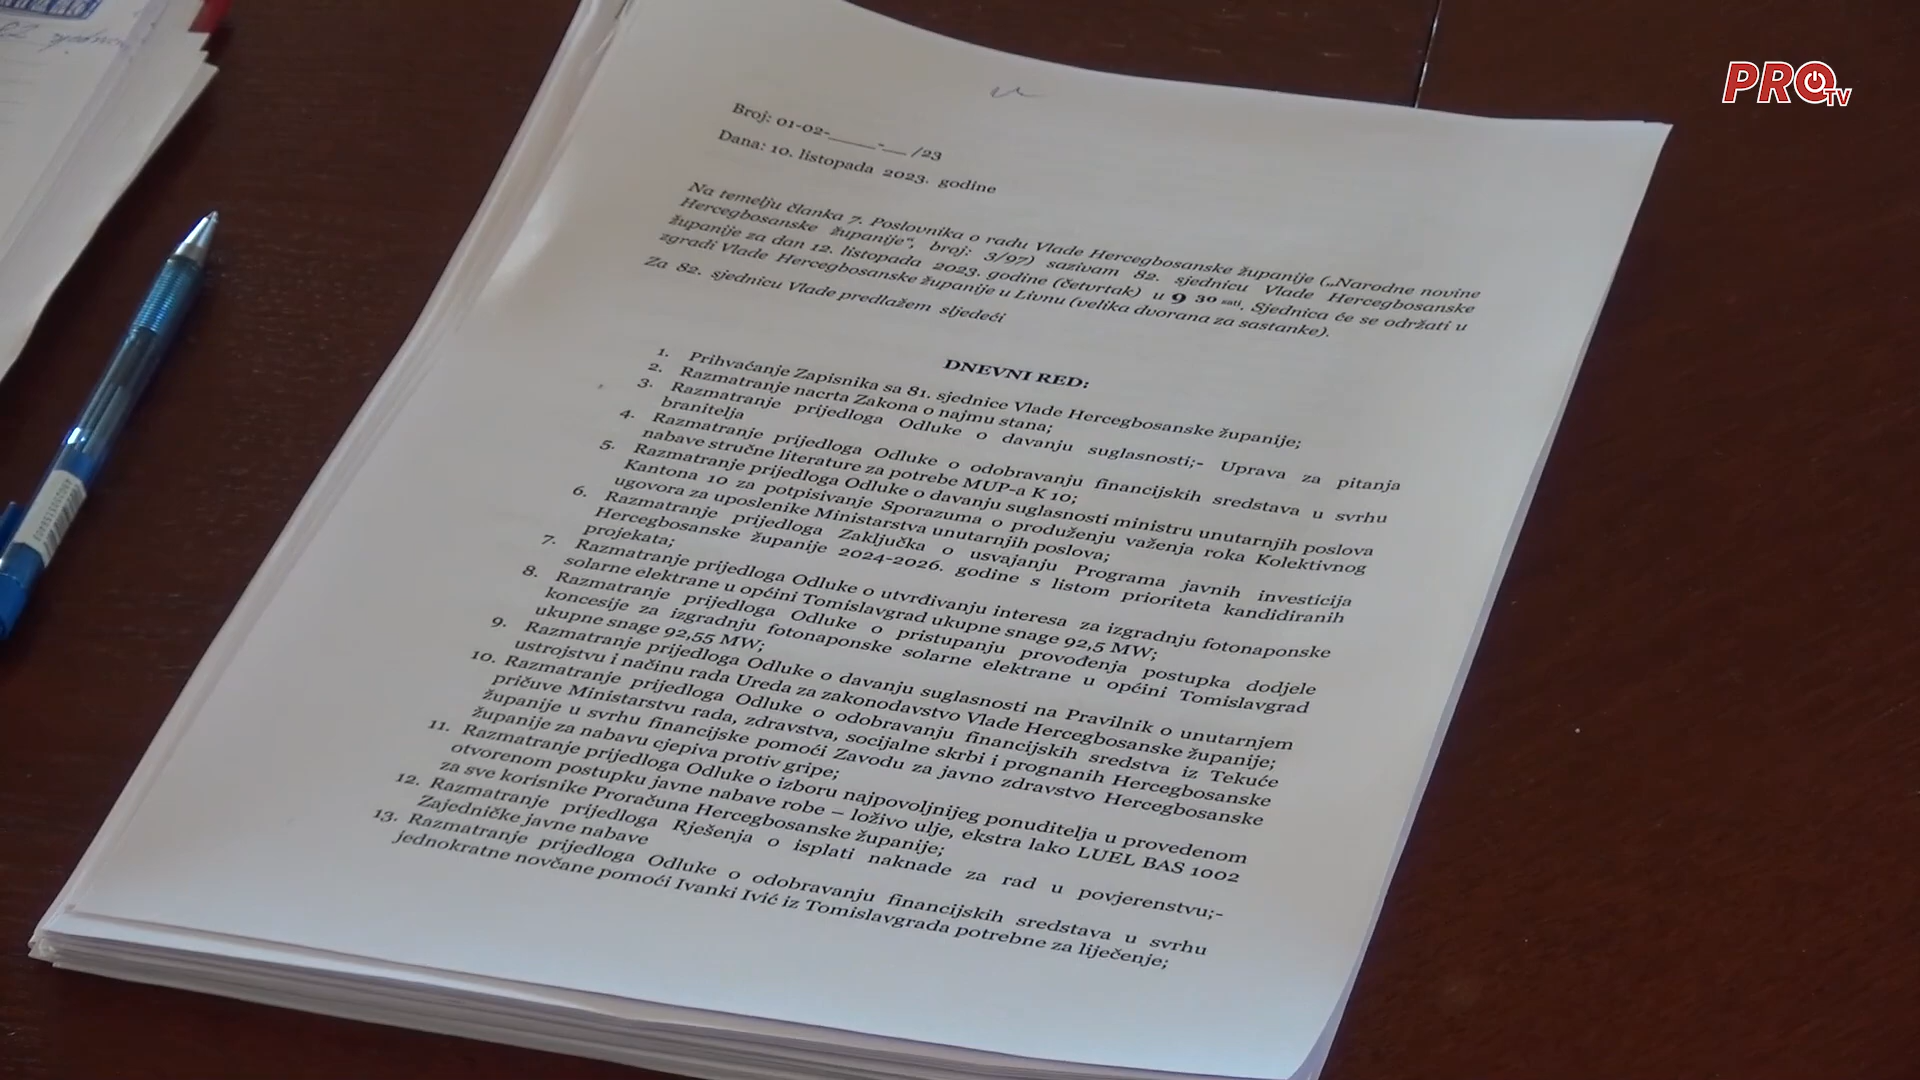 PRO TV
Broj: 01-02-_____-__ /23
Dana: 10. listopada 2023. godine
Na temelju članka 7. Poslovnika o radu Vlade Hercegbosanske županije („Narodne novine
Hercegbosanske županije“, broj: 3/97) sazivam 82. sjednicu Vlade Hercegbosanske
županije za dan 12. listopada 2023. godine (četvrtak) u 9 30 sati. Sjednica će se održati u
zgradi Vlade Hercegbosanske županije u Livnu (velika dvorana za sastanke).
Za 82. sjednicu Vlade predlažem sljedeći
DNEVNI RED:
1. Prihvaćanje Zapisnika sa 81. sjednice Vlade Hercegbosanske županije;
2. Razmatranje nacrta Zakona o najmu stana;
3. Razmatranje prijedloga Odluke o davanju suglasnosti;- Uprava za pitanja
branitelja
4. Razmatranje prijedloga Odluke o odobravanju financijskih sredstava u svrhu
nabave stručne literature za potrebe MUP-a K 10;
5. Razmatranje prijedloga Odluke o davanju suglasnosti ministru unutarnjih poslova
Kantona 10 za potpisivanje Sporazuma o produženju važenja roka Kolektivnog
ugovora za uposlenike Ministarstva unutarnjih poslova;
6. Razmatranje prijedloga Zaključka o usvajanju Programa javnih investicija
Hercegbosanske županije 2024-2026. godine s listom prioriteta kandidiranih
projekata;
7. Razmatranje prijedloga Odluke o utvrđivanju interesa za izgradnju fotonaponske
solarne elektrane u općini Tomislavgrad ukupne snage 92,5 MW;
8. Razmatranje prijedloga Odluke o pristupanju provođenja postupka dodjele
koncesije za izgradnju fotonaponske solarne elektrane u općini Tomislavgrad
ukupne snage 92,55 MW;
9. Razmatranje prijedloga Odluke o davanju suglasnosti na Pravilnik o unutarnjem
ustrojstvu i načinu rada Ureda za zakonodavstvo Vlade Hercegbosanske županije;
10. Razmatranje prijedloga Odluke o odobravanju financijskih sredstva iz Tekuće
pričuve Ministarstvu rada, zdravstva, socijalne skrbi i prognanih Hercegbosanske
županije u svrhu financijske pomoći Zavodu za javno zdravstvo Hercegbosanske
županije za nabavu cjepiva protiv gripe;
11. Razmatranje prijedloga Odluke o izboru najpovoljnijeg ponuditelja u provedenom
otvorenom postupku javne nabave robe – loživo ulje, ekstra lako LUEL BAS 1002
za sve korisnike Proračuna Hercegbosanske županije;
12. Razmatranje prijedloga Rješenja o isplati naknade za rad u povjerenstvu;-
Zajedničke javne nabave
13. Razmatranje prijedloga Odluke o odobravanju financijskih sredstava u svrhu
jednokratne novčane pomoći Ivanki Ivić iz Tomislavgrada potrebne za liječenje;